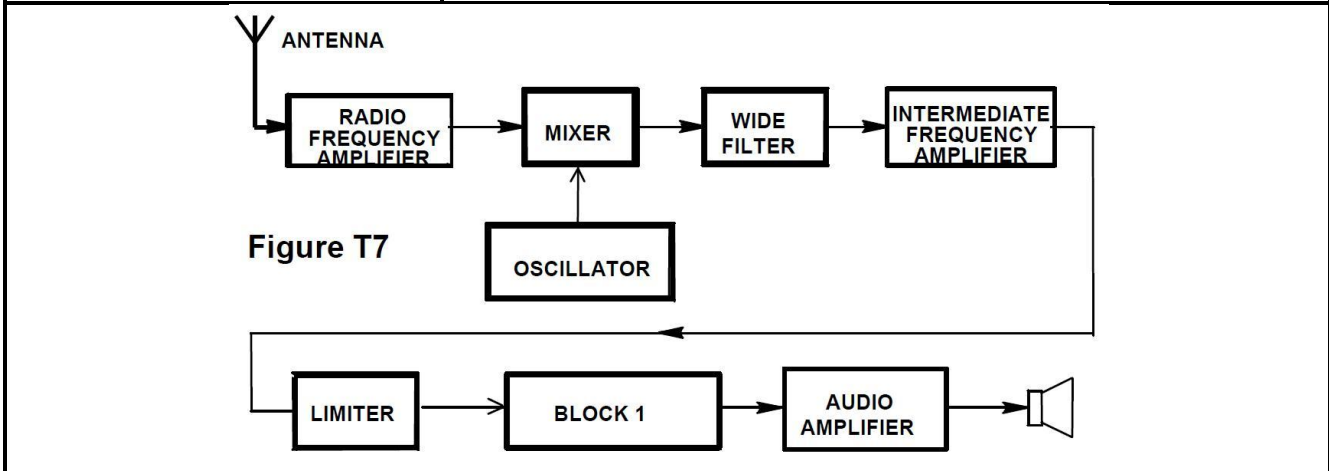 ANTENNA
RADIO
FREQUENCY
AMPLIFIER
MIXER
WIDE
FILTER
INTERMEDIATE
FREQUENCY
AMPLIFIER
Figure T7
OSCILLATOR
LIMITER
BLOCK 1
AUDIO
AMPLIFIER